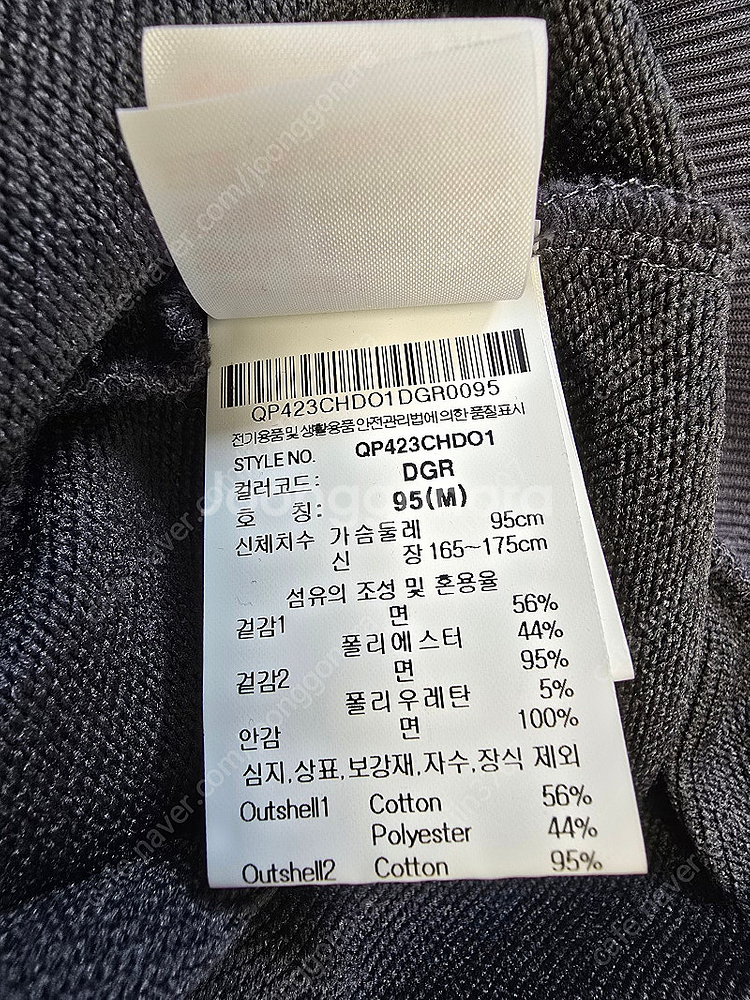 QP423CHDO1DGR0095
전기용품 및 생활용품 안전관리법에 의한 품질표시
STYLE NO. QP423CHDO1
컬러코드: DGR
호 칭: 95(M)
신체치수 가슴둘레 95cm
신 장 165~175cm
섬유의 조성 및 혼용율
겉감1 면 56%
폴리에스터 44%
겉감2 면 95%
폴리우레탄 5%
안감 면 100%
심지,상표,보강재,자수,장식 제외
Outshell1 Cotton 56%
Polyester 44%
Outshell2 Cotton 95%
joonggonara
cafe.naver.com/joonggonara